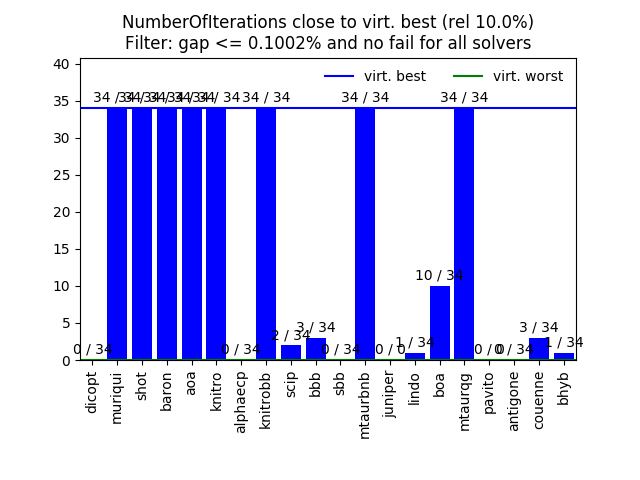 NumberOfIterations close to virt. best (rel 10.0%)
Filter: gap <= 0.1002% and no fail for all solvers
virt. best
virt. worst
40
35
30
25
20
15
10
5
0
0 / 34
34 / 34
34 / 34
34 / 34
34 / 34
34 / 34
0 / 34
34 / 34
2 / 34
3 / 34
0 / 34
34 / 34
0 / 0
1 / 34
10 / 34
34 / 34
0 / 0
0 / 34
3 / 34
1 / 34
dicopt
muriqui
shot
baron
aoa
knitro
alphaecp
knitrobb
scip
bbb
sbb
mtaurbnb
juniper
lindo
boa
mtaurqg
pavito
antigone
couenne
bhyb